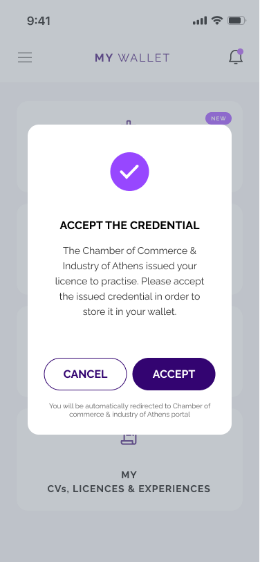 9:41
MY WALLET
NEW
ACCEPT THE CREDENTIAL
The Chamber of Commerce &
Industry of Athens issued your
licence to practise. Please accept
the issued credential in order to
store it in your wallet.
CANCEL
ACCEPT
You will be automatically redirected to Chamber of
commerce & industry of Athens portal
MY
CVs, LICENCES & EXPERIENCES